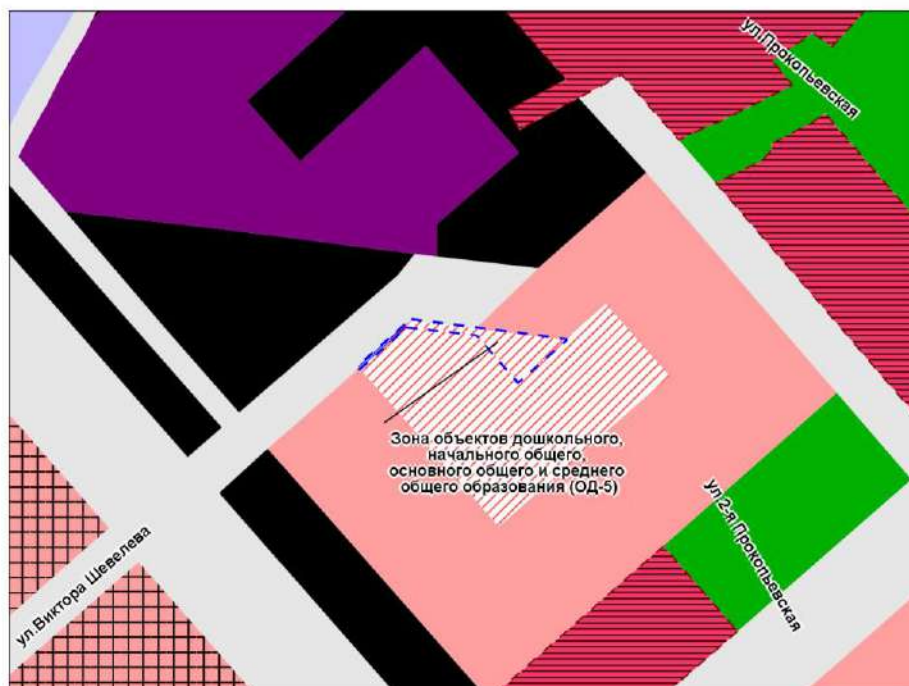 ул.Прокопьевская
Зона объектов дошкольного,
начального общего,
основного общего и среднего
общего образования (ОД-5)
ул 2-я Прокопьевская
ул.Виктора Шевелева